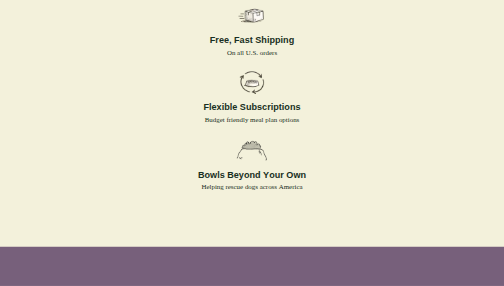 Free, Fast Shipping
On all U.S. orders
Flexible Subscriptions
Budget friendly meal plan options
Bowls Beyond Your Own
Helping rescue dogs across America